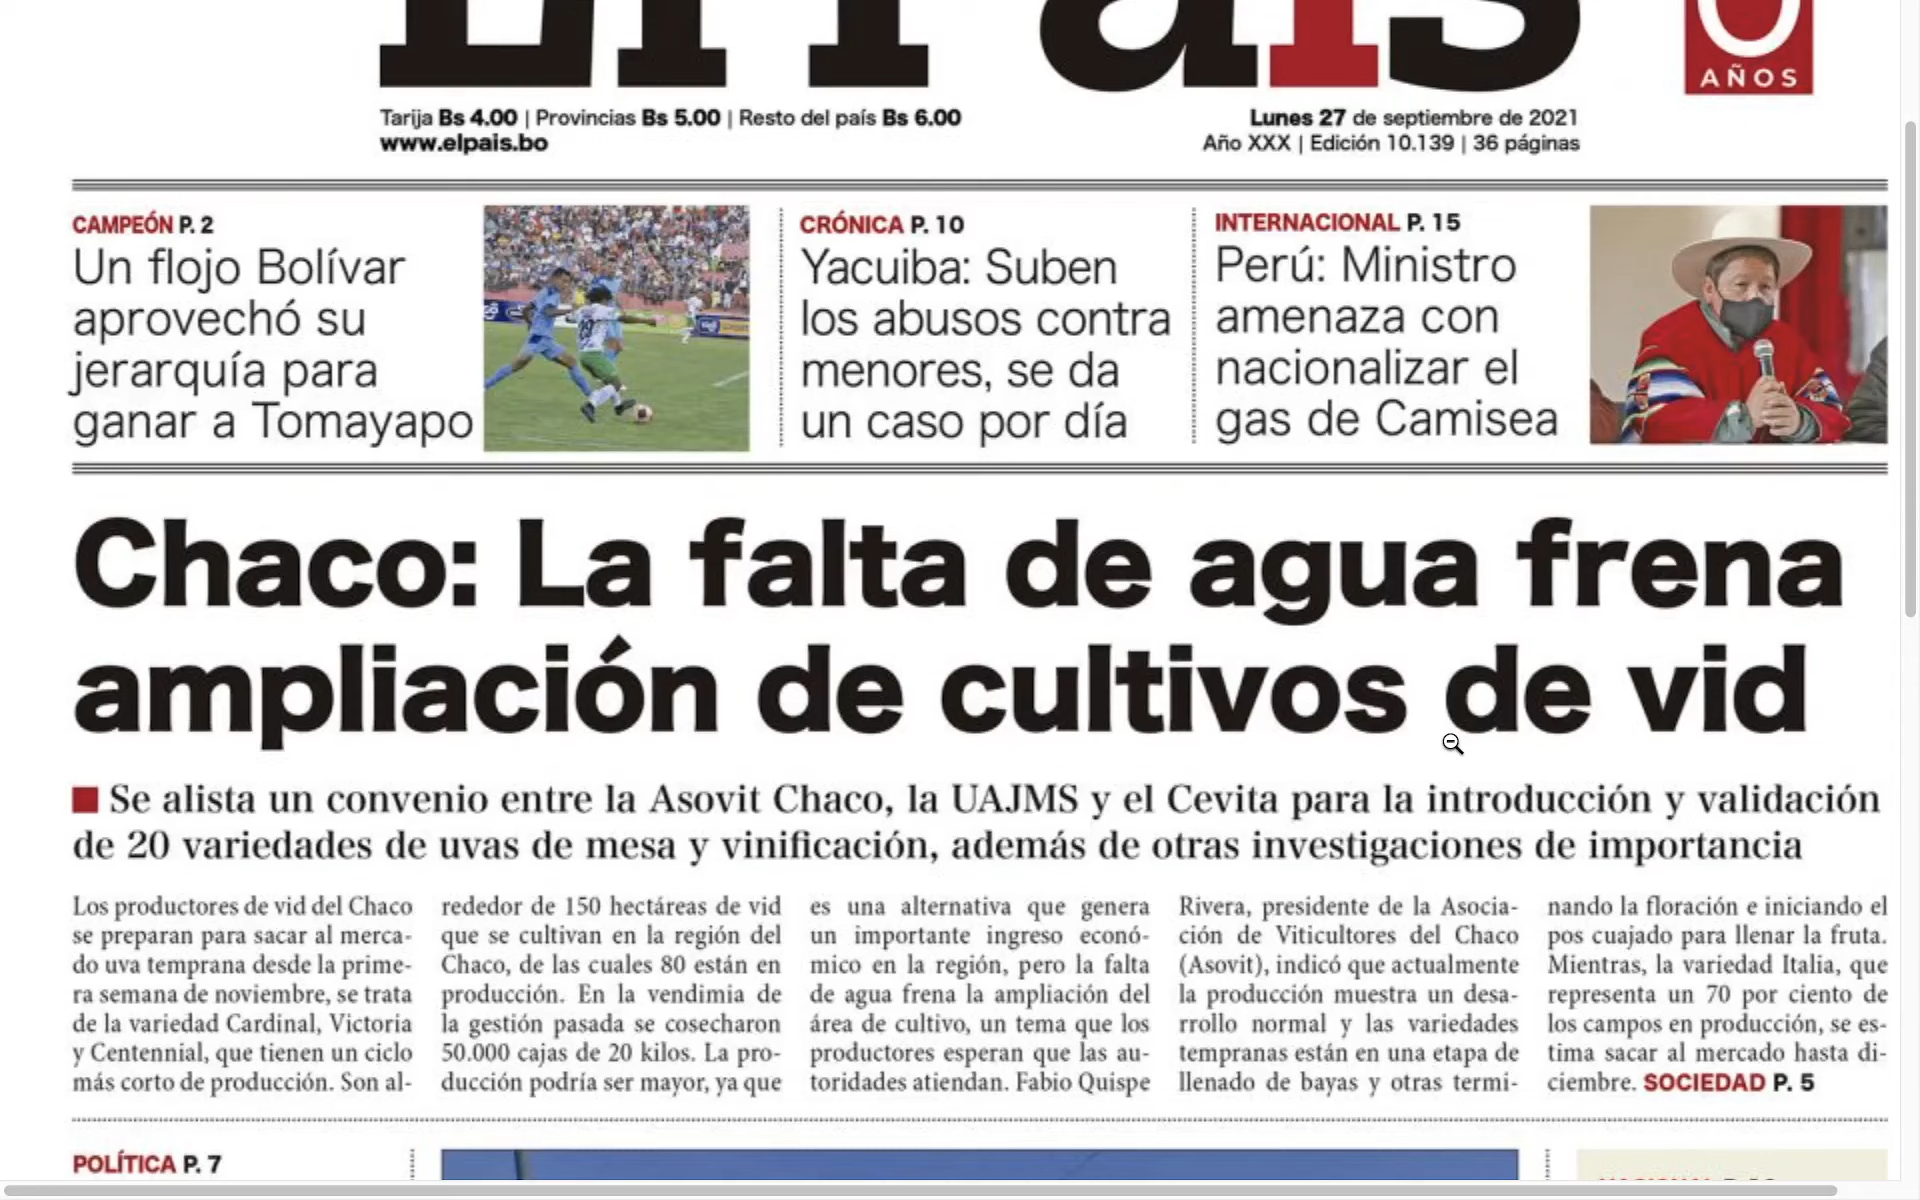 El País
AÑOS
Tarija Bs 4.00 | Provincias Bs 5.00 | Resto del país Bs 6.00
www.elpais.bo
Lunes 27 de septiembre de 2021
Año XXX | Edición 10.139 | 36 páginas
CAMPEÓN P. 2
Un flojo Bolívar
aprovechó su
jerarquía para
ganar a Tomayapo
19
CRÓNICA P. 10
Yacuiba: Suben
los abusos contra
menores, se da
un caso por día
INTERNACIONAL P. 15
Perú: Ministro
amenaza con
nacionalizar el
gas de Camisea
Chaco: La falta de agua frena
ampliación de cultivos de vid
Se alista un convenio entre la Asovit Chaco, la UAJMS y el Cevita para la introducción y validación
de 20 variedades de uvas de mesa y vinificación, además de otras investigaciones de importancia
Los productores de vid del Chaco
se preparan para sacar al merca-
do uva temprana desde la prime-
ra semana de noviembre, se trata
de la variedad Cardinal, Victoria
y Centennial, que tienen un ciclo
más corto de producción. Son al-
rededor de 150 hectáreas de vid
que se cultivan en la región del
Chaco, de las cuales 80 están en
producción. En la vendimia de
la gestión pasada se cosecharon
50.000 cajas de 20 kilos. La pro-
ducción podría ser mayor, ya que
es una alternativa que genera
un importante ingreso econó-
mico en la región, pero la falta
de agua frena la ampliación del
área de cultivo, un tema que los
productores esperan que las au-
toridades atiendan. Fabio Quispe
Rivera, presidente de la Asocia-
ción de Viticultores del Chaco
(Asovit), indicó que actualmente
la producción muestra un desa-
rrollo normal y las variedades
tempranas están en una etapa de
llenado de bayas y otras termi-
nando la floración e iniciando el
pos cuajado para llenar la fruta.
Mientras, la variedad Italia, que
representa un 70 por ciento de
los campos en producción, se es-
tima sacar al mercado hasta di-
ciembre. SOCIEDAD P. 5
POLÍTICA P. 7